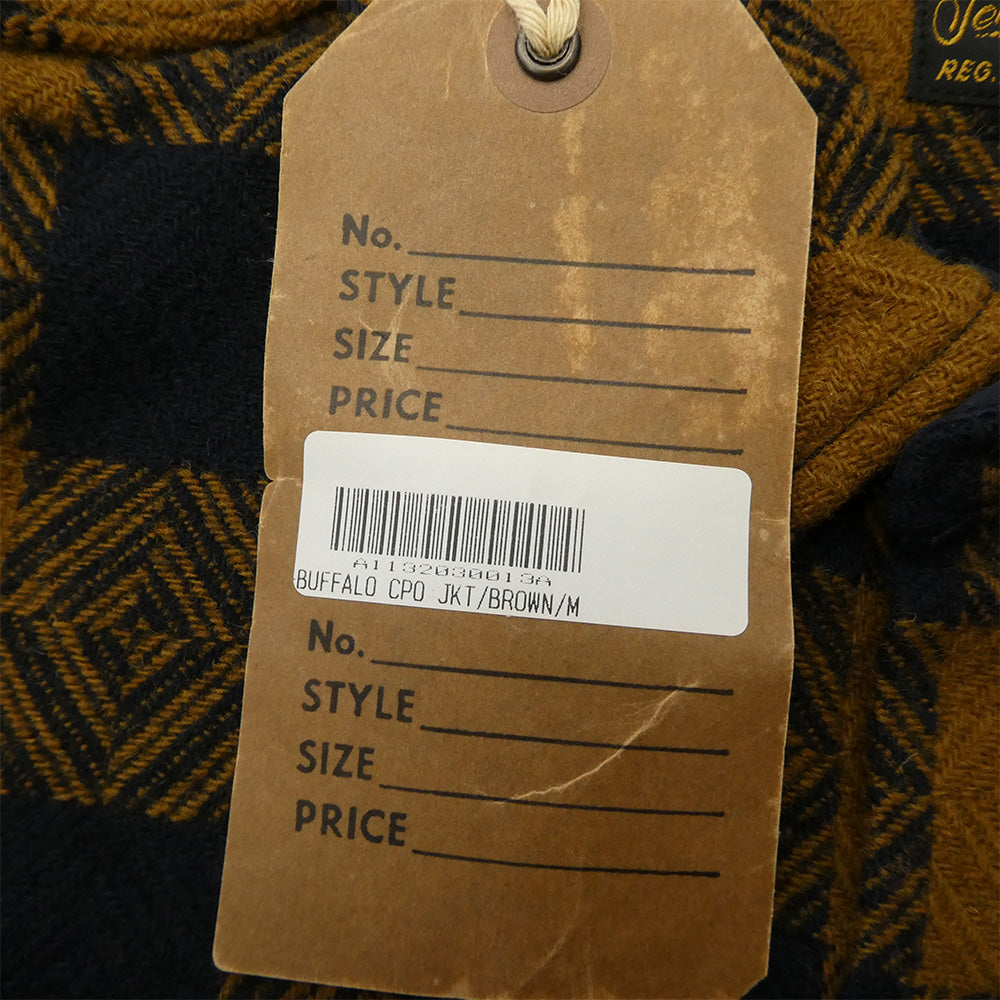 REG.
No.
STYLE
SIZE
PRICE
A11320300013A
BUFFALO CPO JKT/BROWN/M
No.
STYLE
SIZE
PRICE